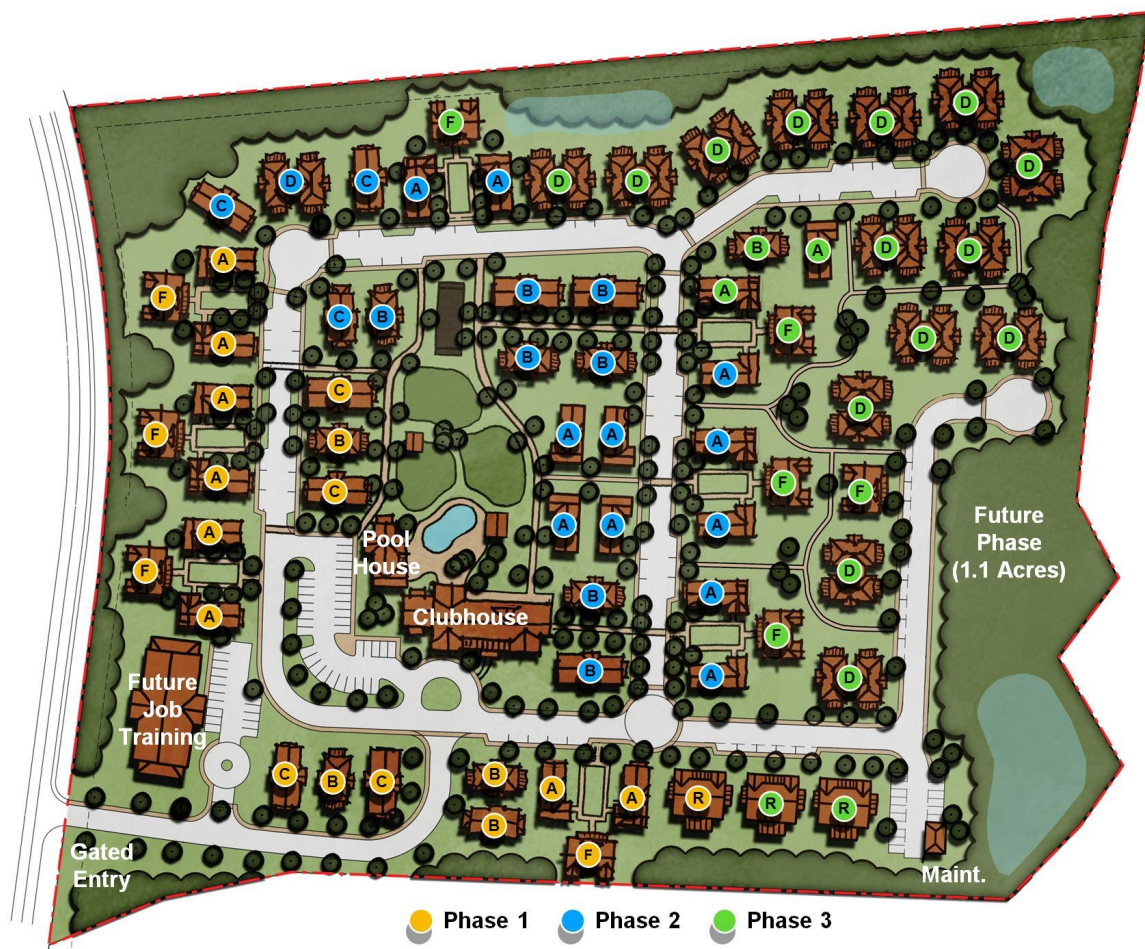 D
D
D
F
D
D
C
D
A
A
D
D
C
B
A
D
D
A
F
B
B
A
C
B
F
D
D
A
B
B
A
A
C
D
F
A
A
A
B
A
A
C
F
F
Future
Phase
(1.1 Acres)
A
A
A
A
Pool
House
F
D
B
A
A
Clubhouse
F
B
A
D
Future
Job
Training
C
B
C
B
A
A
R
R
R
B
F
Gated
Entry
Maint.
Phase 1
Phase 2
Phase 3